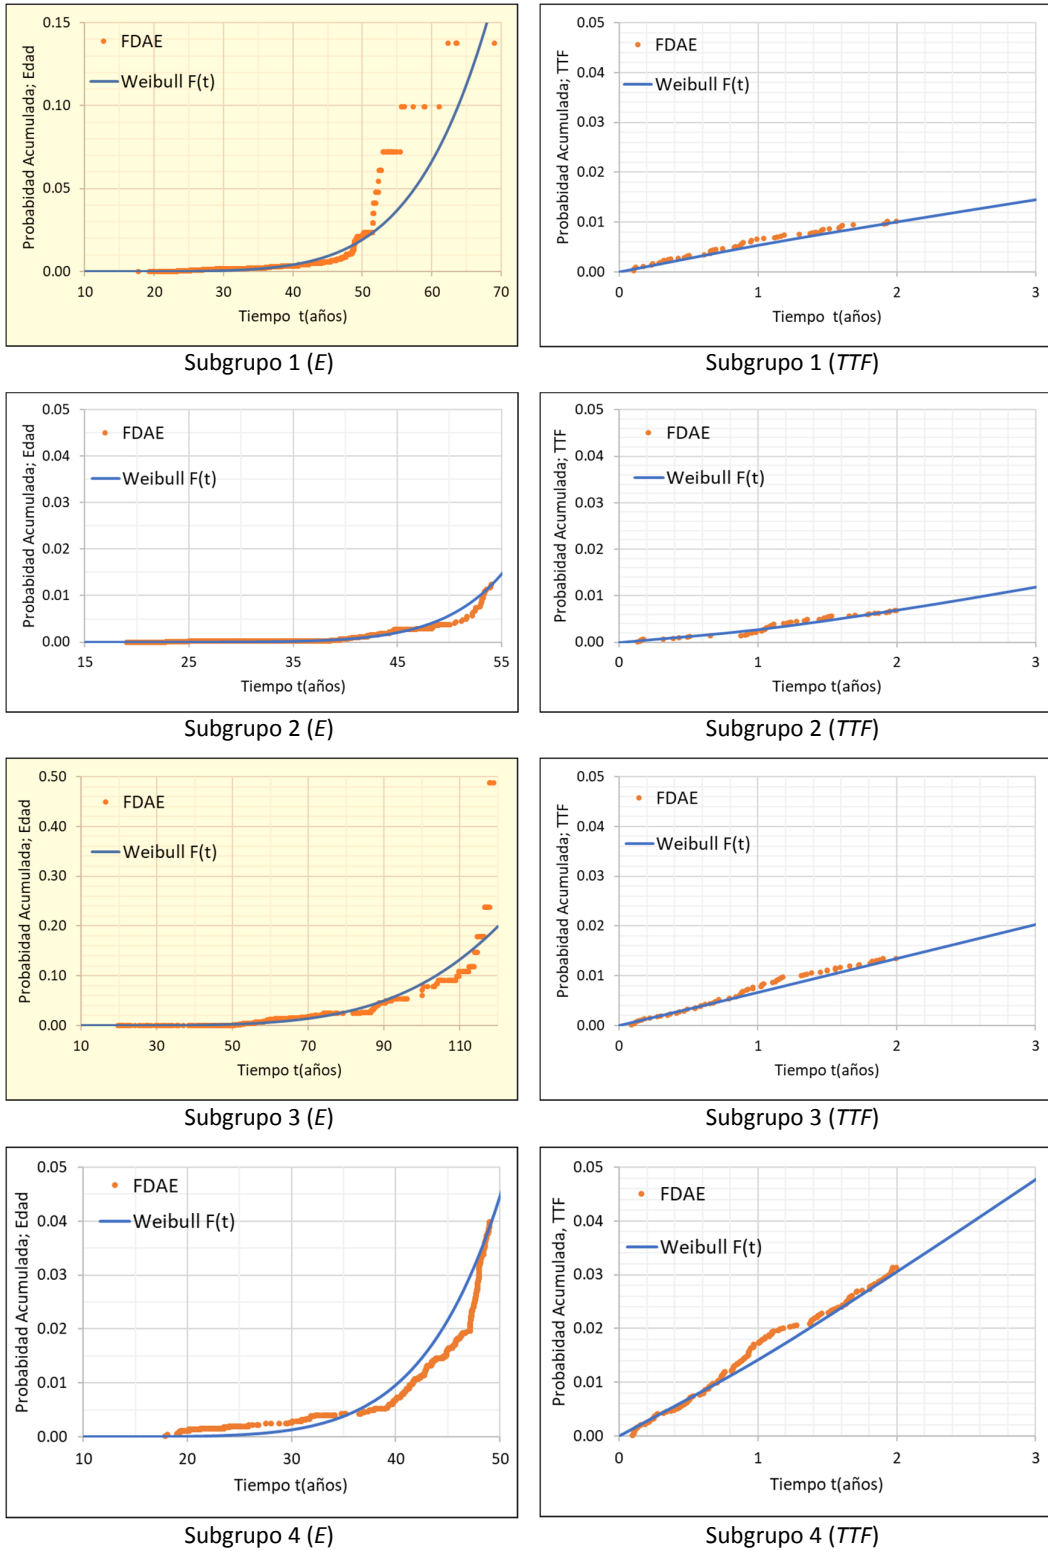 Probabidad Acumulada; Edad
0.15
0.10
0.05
0.00
FDAE
Weibull F(t)
10 20 30 40 50 60 70
Tiempo t(años)
Subgrupo 1 (E)
Probabidad Acumulada; TTF
0.05
0.04
0.03
0.02
0.01
0.00
FDAE
Weibull F(t)
0 1 2 3
Tiempo t(años)
Subgrupo 1 (TTF)
Probabidad Acumulada; Edad
0.05
0.04
0.03
0.02
0.01
0.00
FDAE
Weibull F(t)
15 25 35 45 55
Tiempo t(años)
Subgrupo 2 (E)
Probabidad Acumulada; TTF
0.05
0.04
0.03
0.02
0.01
0.00
FDAE
Weibull F(t)
0 1 2 3
Tiempo t(años)
Subgrupo 2 (TTF)
Probabidad Acumulada; Edad
0.50
0.40
0.30
0.20
0.10
0.00
FDAE
Weibull F(t)
10 30 50 70 90 110
Tiempo t(años)
Subgrupo 3 (E)
Probabidad Acumulada; TTF
0.05
0.04
0.03
0.02
0.01
0.00
FDAE
Weibull F(t)
0 1 2 3
Tiempo t(años)
Subgrupo 3 (TTF)
Probabidad Acumulada; Edad
0.05
0.04
0.03
0.02
0.01
0.00
FDAE
Weibull F(t)
10 20 30 40 50
Tiempo t(años)
Subgrupo 4 (E)
Probabidad Acumulada, TTF
0.05
0.04
0.03
0.02
0.01
0.00
FDAE
Weibull F(t)
0 1 2 3
Tiempo t(años)
Subgrupo 4 (TTF)